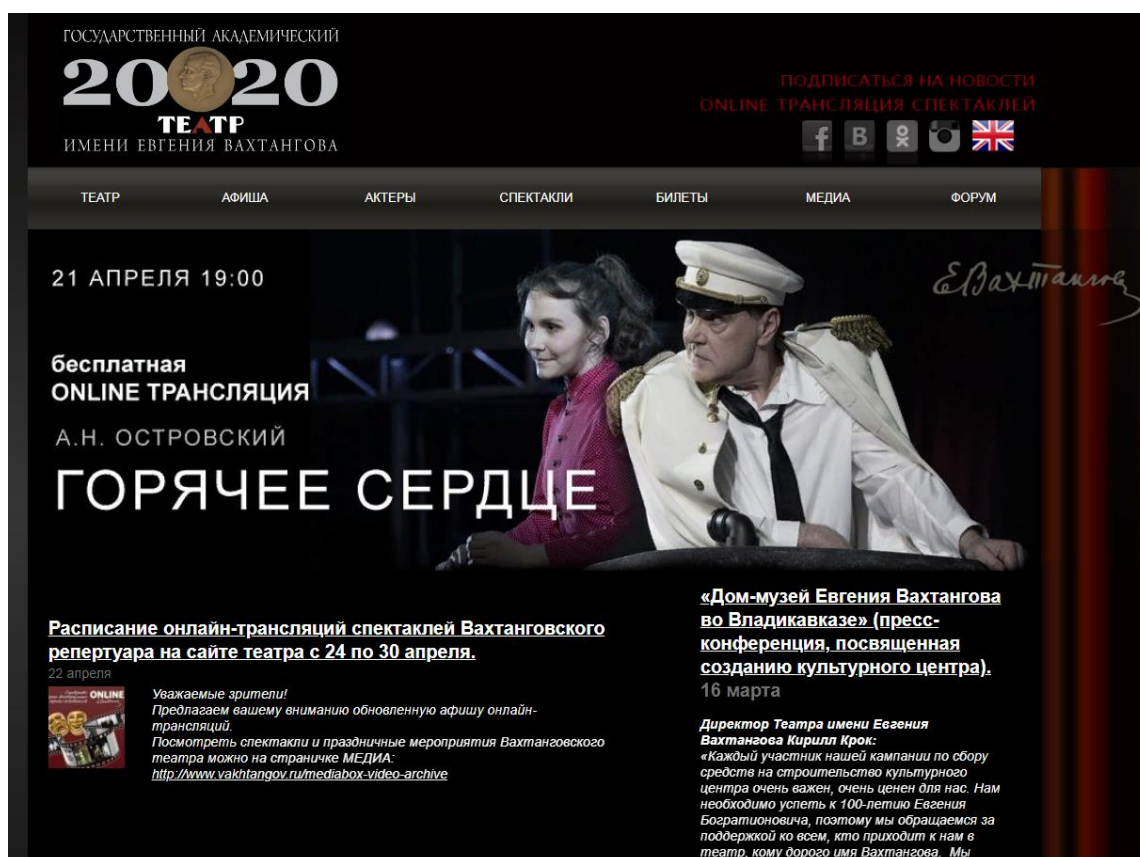 ГОСУДАРСТВЕННЫЙ АКАДЕМИЧЕСКИЙ
20 20
ТЕАТР
ИМЕНИ ЕВГЕНИЯ ВАХТАНГОВА
ПОДПИСАТЬСЯ НА НОВОСТИ
ONLINE ТРАНСЛЯЦИЯ СПЕКТАКЛЕЙ
ТЕАТР АФИША АКТЕРЫ СПЕКТАКЛИ БИЛЕТЫ МЕДИА ФОРУМ
21 АПРЕЛЯ 19:00
ЕВахтангов
бесплатная
ONLINE ТРАНСЛЯЦИЯ
А.Н. ОСТРОВСКИЙ
ГОРЯЧЕЕ СЕРДЦЕ
Расписание онлайн-трансляций спектаклей Вахтанговского
репертуара на сайте театра с 24 по 30 апреля.
22 апреля
ONLINE
Уважаемые зрители!
Предлагаем вашему вниманию обновленную афишу онлайн-
трансляций.
Посмотреть спектакли и праздничные мероприятия Вахтанговского
театра можно на страничке МЕДИА:
http://www.vakhtangov.ru/mediabox-video-archive
«Дом-музей Евгения Вахтангова
во Владикавказе» (пресс-
конференция, посвященная
созданию культурного центра).
16 марта
Директор Театра имени Евгения
Вахтангова Кирилл Крок:
«Каждый участник нашей кампании по сбору
средств на строительство культурного
центра очень важен, очень ценен для нас. Нам
необходимо успеть к 100-летию Евгения
Богратионовича, поэтому мы обращаемся за
поддержкой ко всем, кто приходит к нам в
театр, кому дорого имя Вахтангова. Мы